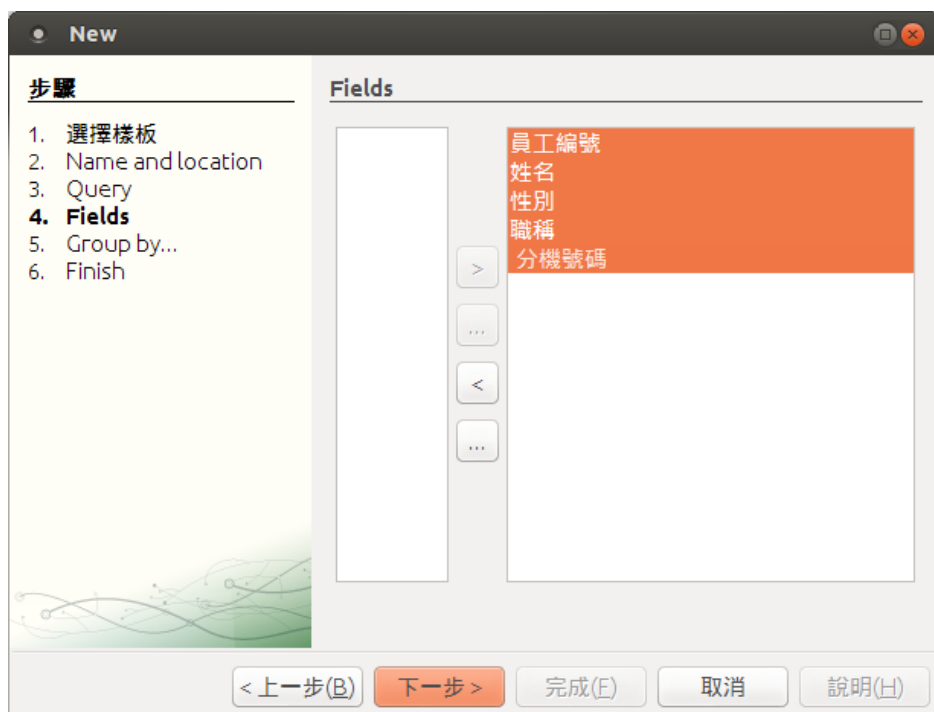 New
步驟
1. 選擇樣板
2. Name and location
3. Query
4. Fields
5. Group by...
6. Finish
Fields
員工編號
姓名
性別
職稱
分機號碼
>
...
<
...
< 上一步(B)
下一步 >
完成(F)
取消
說明(H)